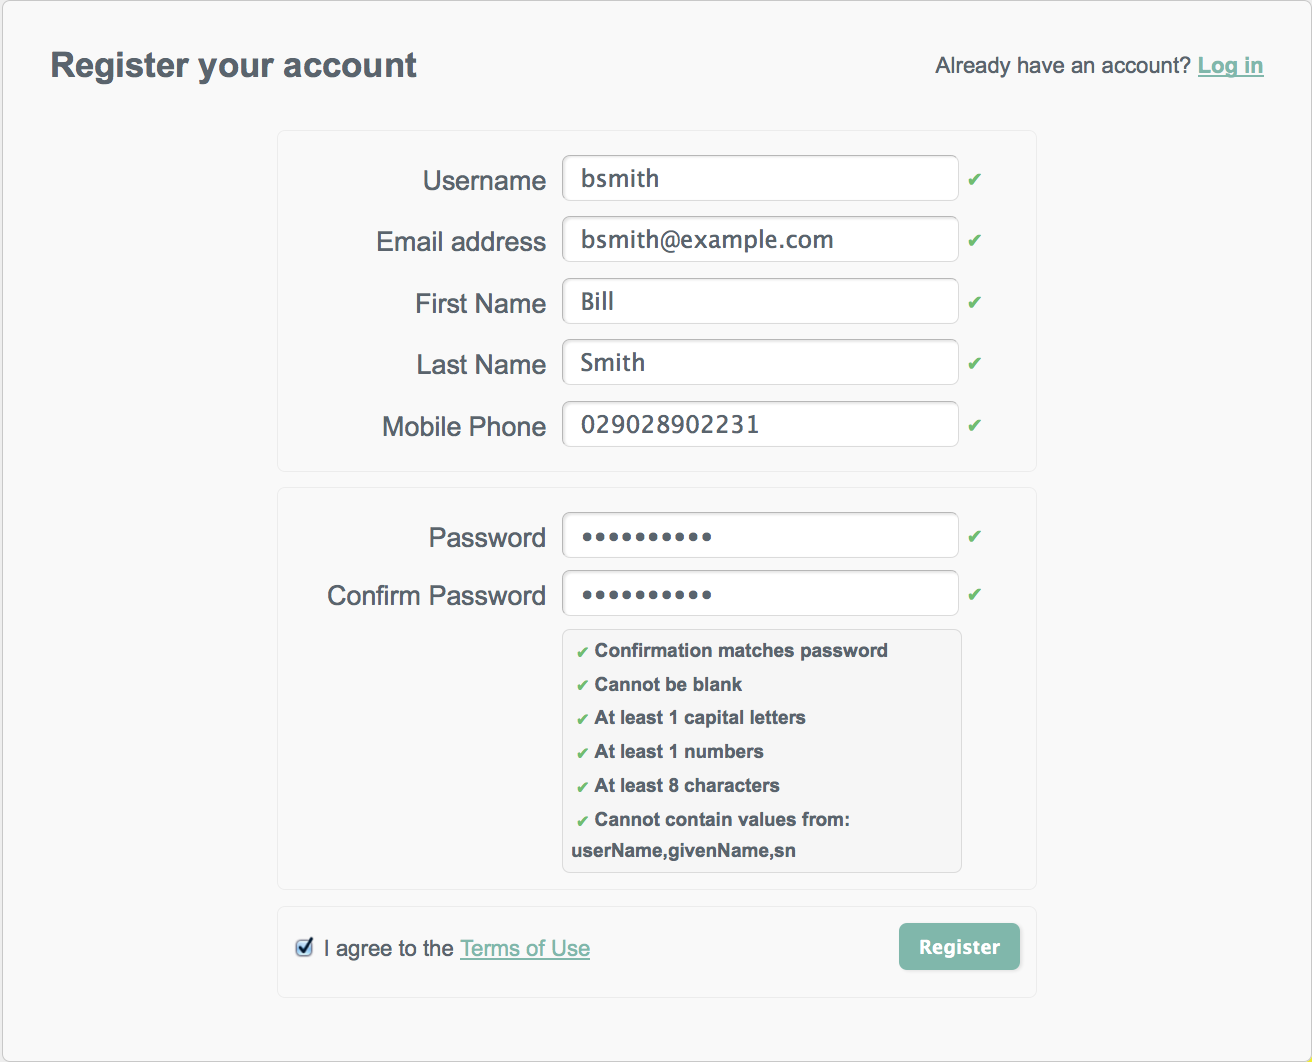 Register your account
Already have an account? Log in
Username bsmith
Email address bsmith@example.com
First Name Bill
Last Name Smith
Mobile Phone 029028902231
Password ••••••••••
Confirm Password ••••••••••
✔ Confirmation matches password
✔ Cannot be blank
✔ At least 1 capital letters
✔ At least 1 numbers
✔ At least 8 characters
✔ Cannot contain values from:
userName,givenName,sn
I agree to the Terms of Use
Register